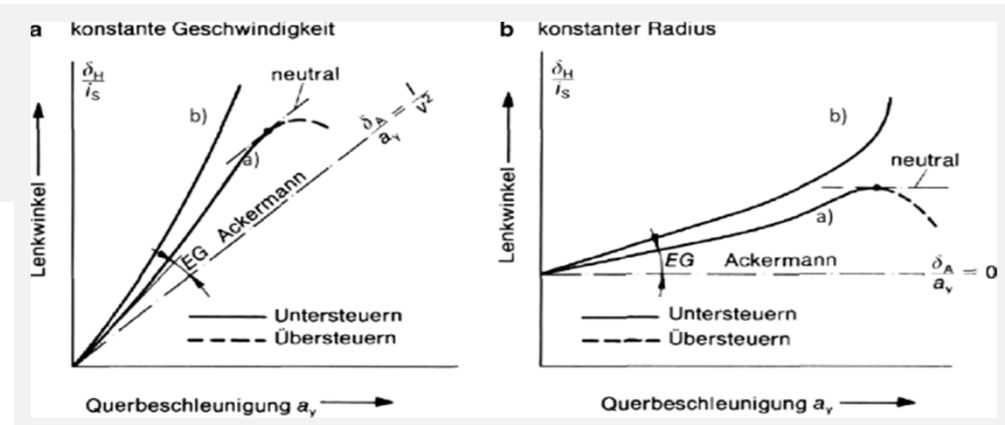 a konstante Geschwindigkeit
δH
iS
neutral
b)
a)
δA = l
ay v²
EG Ackermann
Lenkwinkel
Untersteuern
Übersteuern
Querbeschleunigung ay
b konstanter Radius
δH
iS
b)
neutral
a)
EG Ackermann
δA = 0
ay
Lenkwinkel
Untersteuern
Übersteuern
Querbeschleunigung ay